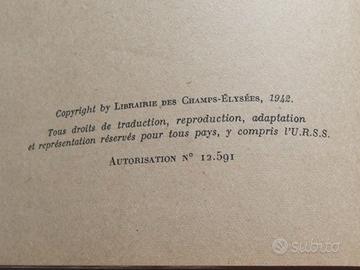 Copyright by LIBRAIRIE DES CHAMPS-ÉLYSÉES, 1942.
Tous droits de traduction, reproduction, adaptation
et représentation réservés pour tous pays, y compris l'U.R.S.S.
AUTORISATION N° 12.591
subito